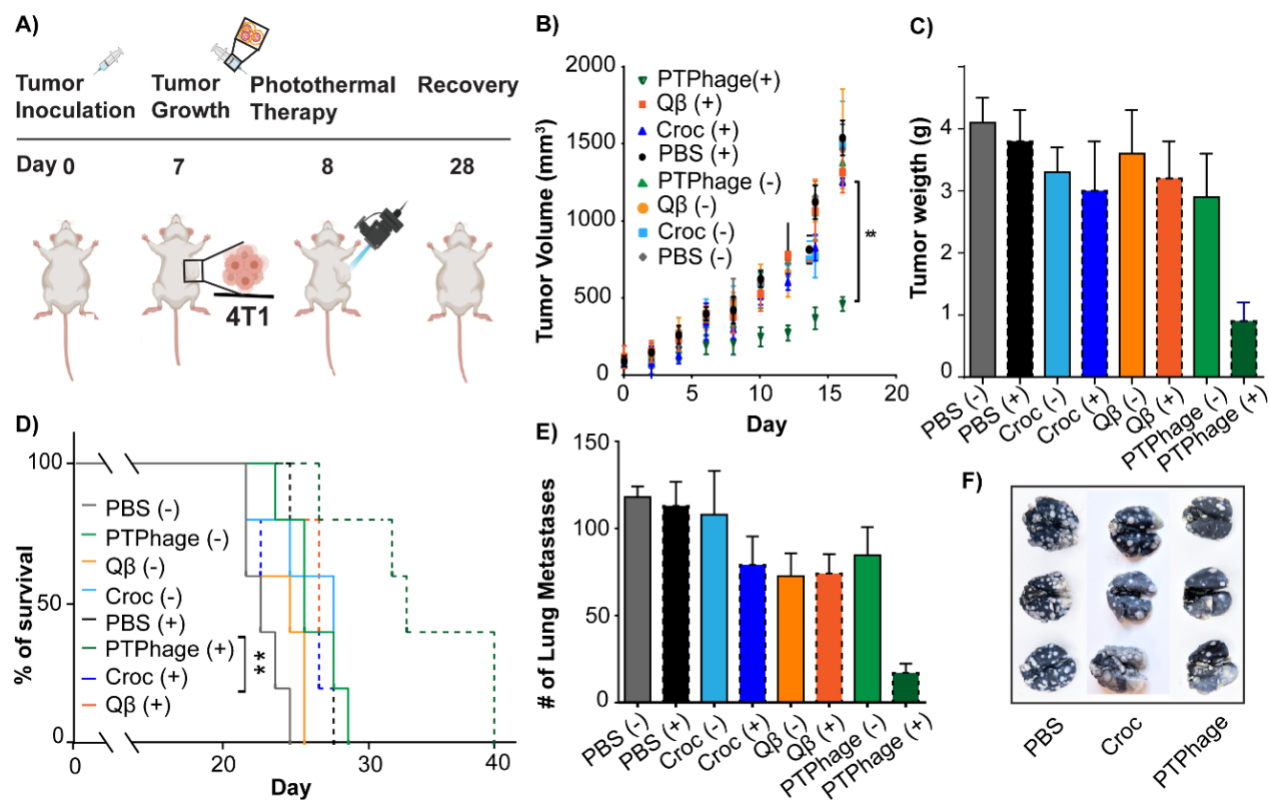 A)
Tumor
Inoculation
Tumor
Growth
Photothermal
Therapy
Recovery
Day 0
7
8
28
4T1
B)
Tumor Volume (mm³)
2000
1500
1000
500
0
PTPhage(+)
Qβ (+)
Croc (+)
PBS (+)
PTPhage (-)
Qβ (-)
Croc (-)
PBS (-)
**
0
5
10
15
20
Day
C)
Tumor weigth (g)
4
3
2
1
0
PBS (-)
PBS (+)
Croc (-)
Croc (+)
Qβ (-)
Qβ (+)
PTPhage (-)
PTPhage (+)
D)
% of survival
100
50
0
PBS (-)
PTPhage (-)
Qβ (-)
Croc (-)
PBS (+)
PTPhage (+)
Croc (+)
Qβ (+)
**
0
20
30
40
Day
E)
# of Lung Metastases
150
100
50
0
PBS (-)
PBS (+)
Croc (-)
Croc (+)
Qβ (-)
Qβ (+)
PTPhage (-)
PTPhage (+)
F)
PBS
Croc
PTPhage